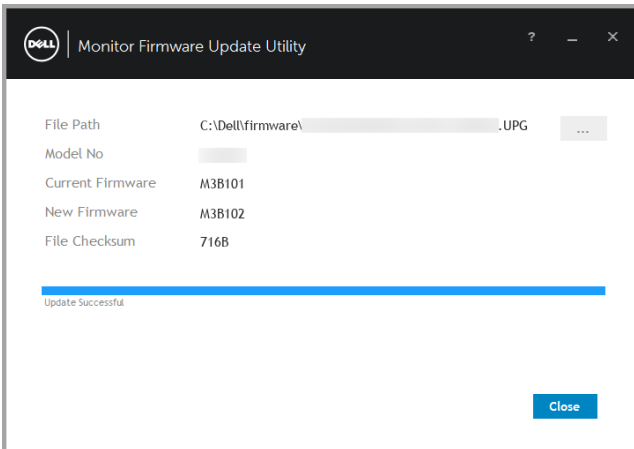 DELL Monitor Firmware Update Utility ?
File Path C:\Dell\firmware\ .UPG ...
Model No
Current Firmware M3B101
New Firmware M3B102
File Checksum 716B
Update Successful
Close